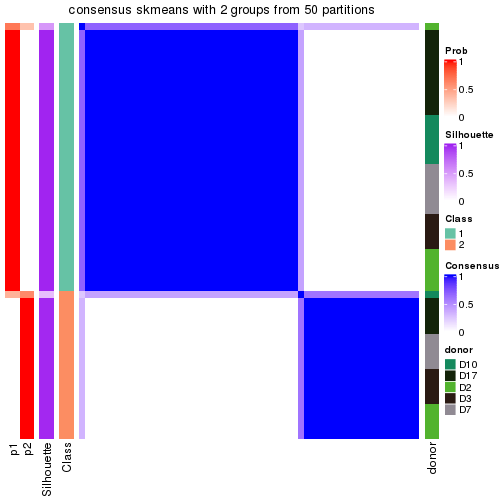 consensus skmeans with 2 groups from 50 partitions
Prob
1
0.5
0
Silhouette
1
0.5
0
Class
1
2
Consensus
1
0.5
0
donor
D10
D17
D2
D3
D7
p1
p2
Silhouette
Class
donor